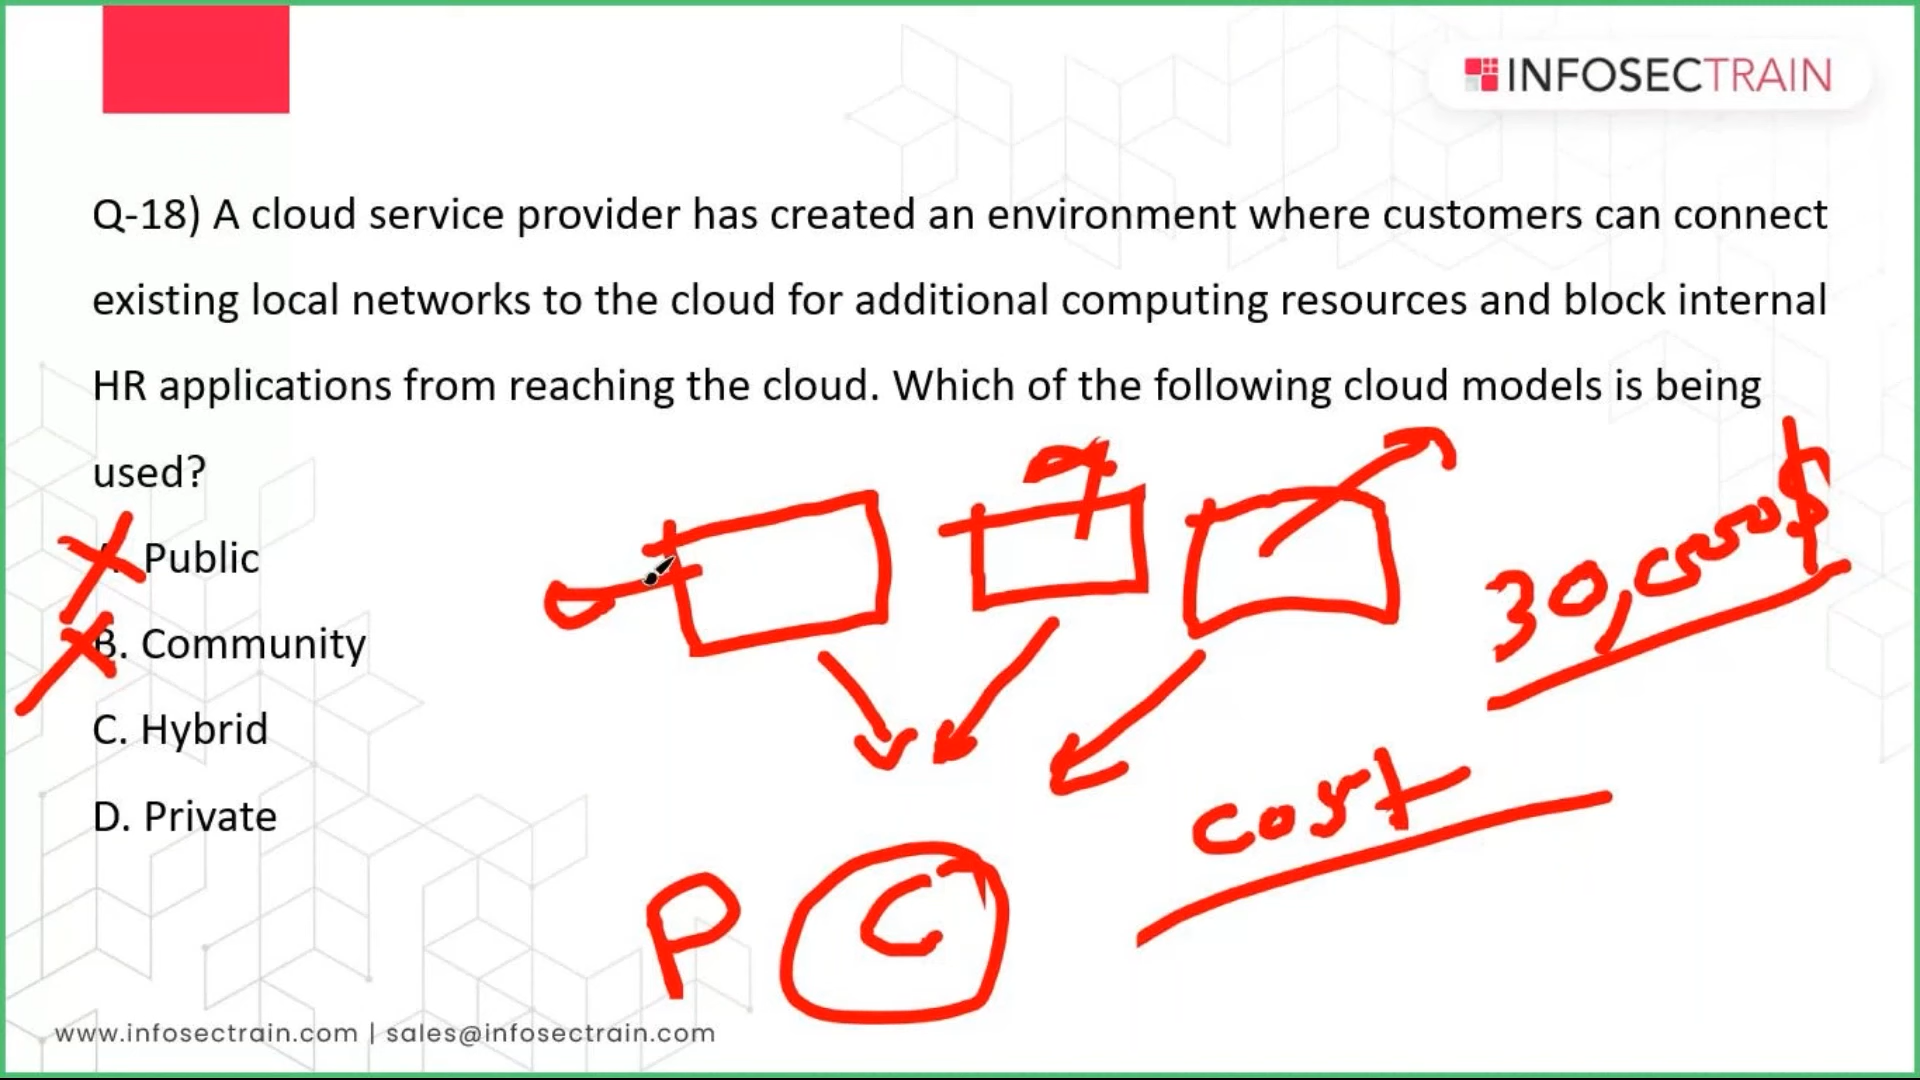 INFOSECTRAIN
Q-18) A cloud service provider has created an environment where customers can connect
existing local networks to the cloud for additional computing resources and block internal
HR applications from reaching the cloud. Which of the following cloud models is being
used?
A. Public
B. Community
C. Hybrid
D. Private
30,000$
cost
P C
www.infosectrain.com | sales@infosectrain.com